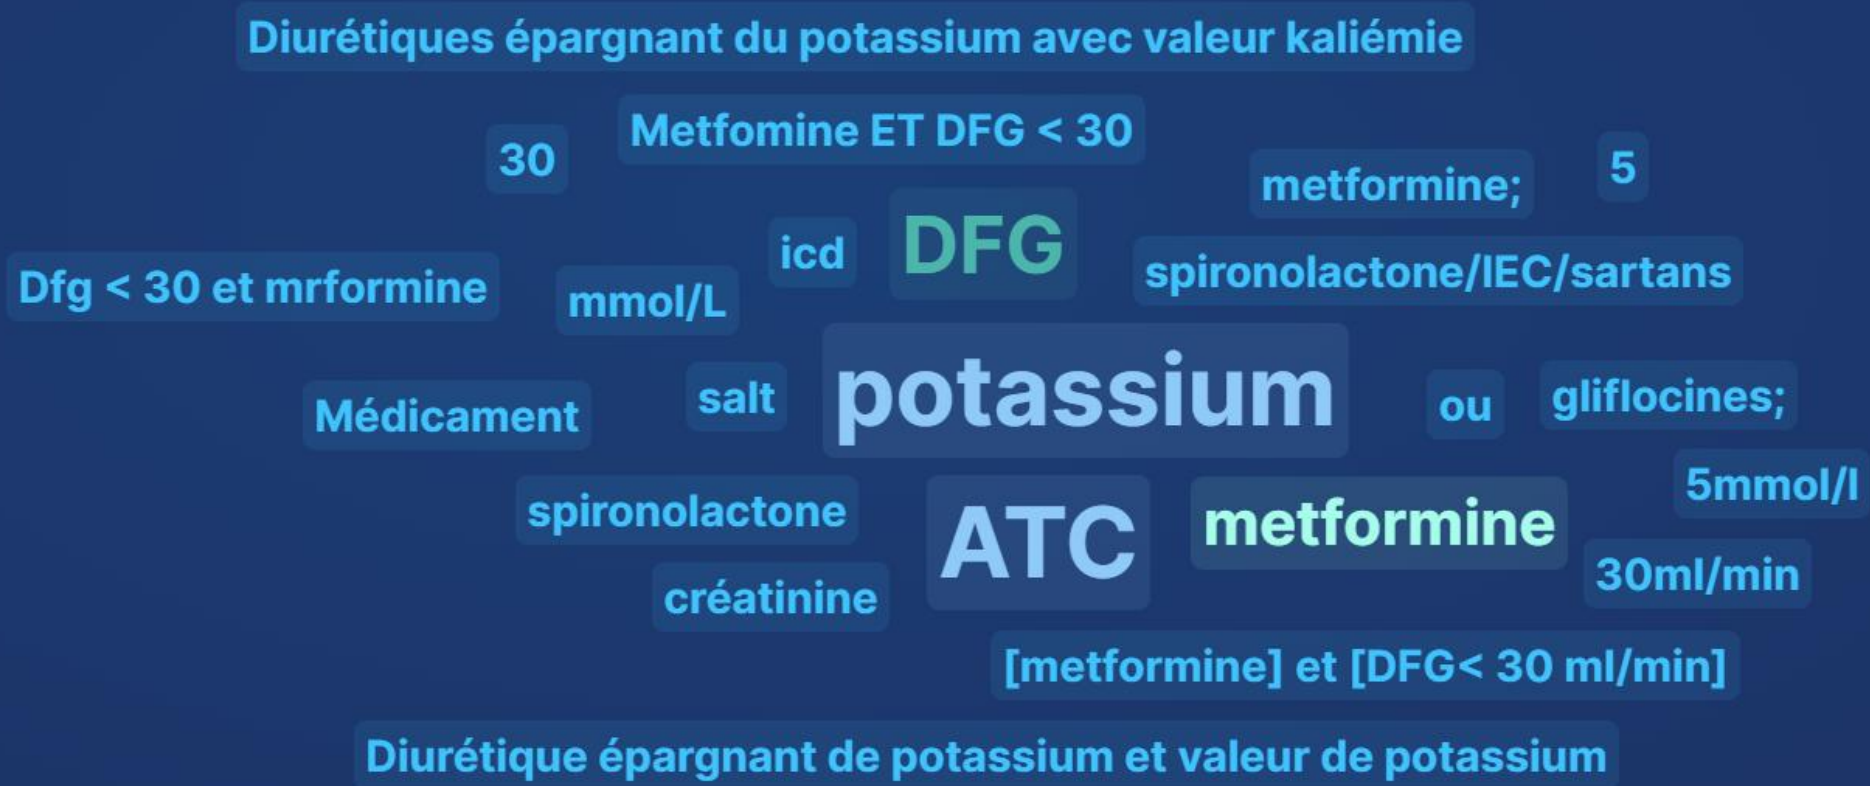 Diurétiques épargnant du potassium avec valeur kaliémie
Metfomine ET DFG < 30
30
metformine;
5
icd
DFG
Dfg < 30 et mrformine
mmol/L
spironolactone/IEC/sartans
Médicament
salt
potassium
ou
gliflocines;
5mmol/l
spironolactone
ATC
metformine
créatinine
30ml/min
[metformine] et [DFG< 30 ml/min]
Diurétique épargnant de potassium et valeur de potassium